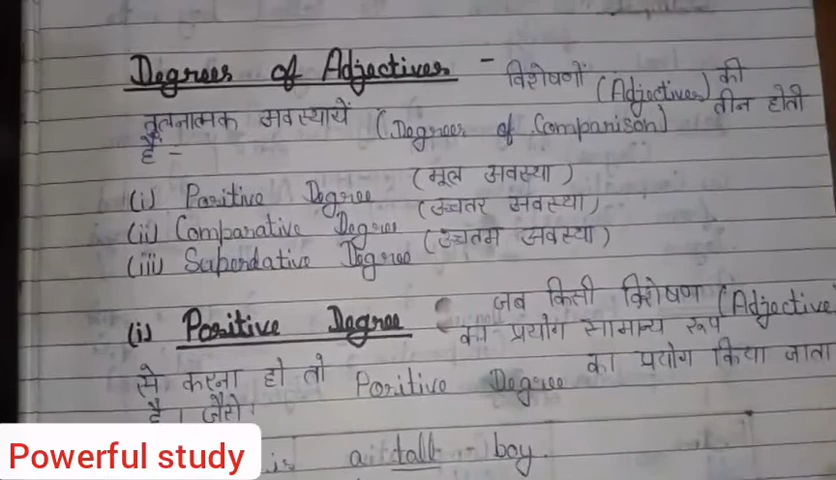 Degrees of Adjectives - विशेषणों (Adjectives) की
तुलनात्मक अवस्थायें (Degrees of Comparison) तीन होती
हैं -
(i) Positive Degree (मूल अवस्था)
(ii) Comparative Degree (उच्चतर अवस्था)
(iii) Superdative Degree (उच्चतम अवस्था)
(i) Positive Degree - जब किसी विशेषण (Adjective
का प्रयोग सामान्य रूप
से करना हो तो Positive Degree का प्रयोग किया जाता
है। जैसे-
is a tall boy.
Powerful study